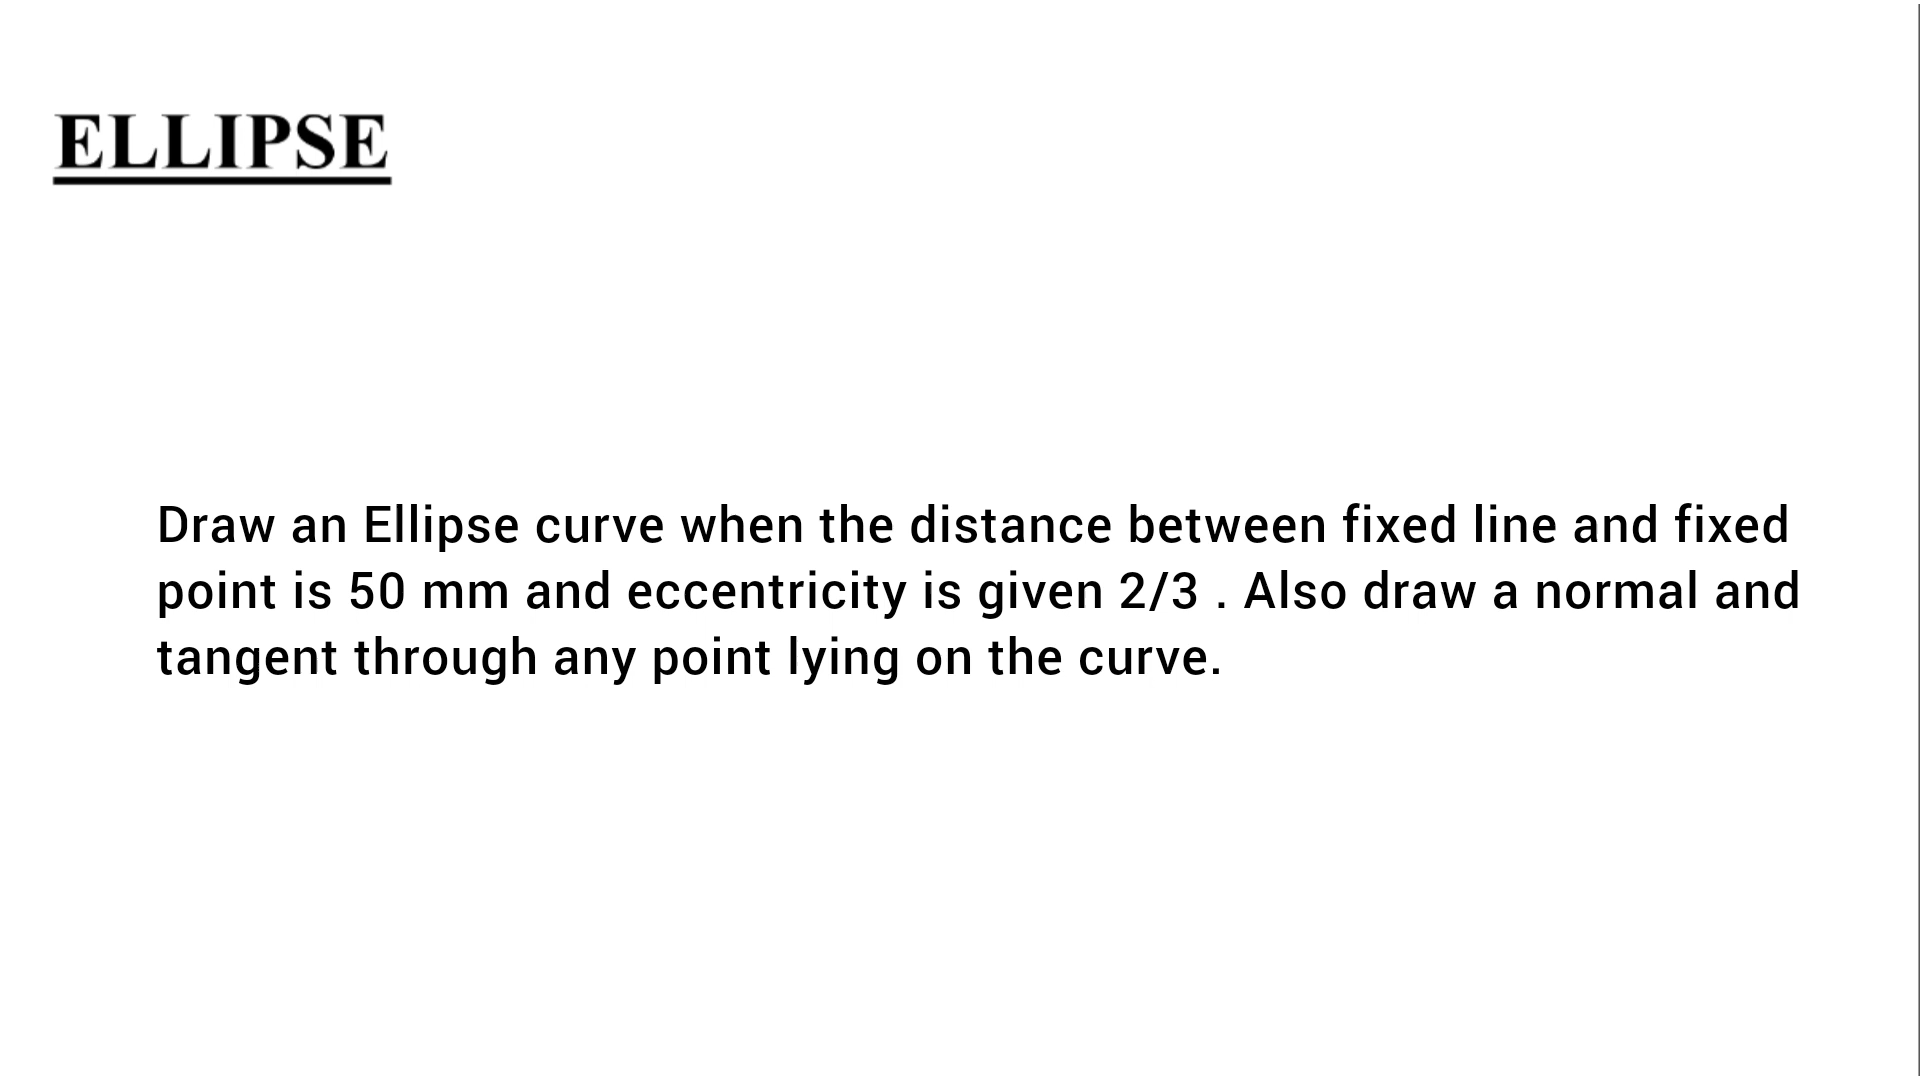 ELLIPSE
Draw an Ellipse curve when the distance between fixed line and fixed
point is 50 mm and eccentricity is given 2/3 . Also draw a normal and
tangent through any point lying on the curve.